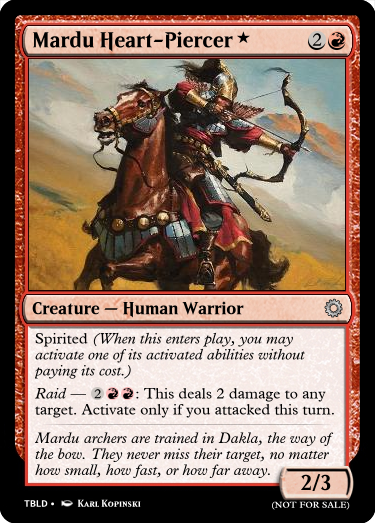 Mardu Heart-Piercer ★ 2
Creature — Human Warrior
Spirited (When this enters play, you may
activate one of its activated abilities without
paying its cost.)
Raid — 2: This deals 2 damage to any
target. Activate only if you attacked this turn.
Mardu archers are trained in Dakla, the way of
the bow. They never miss their target, no matter
how small, how fast, or how far away.
2/3
TBLD • Karl Kopinski
(NOT FOR SALE)